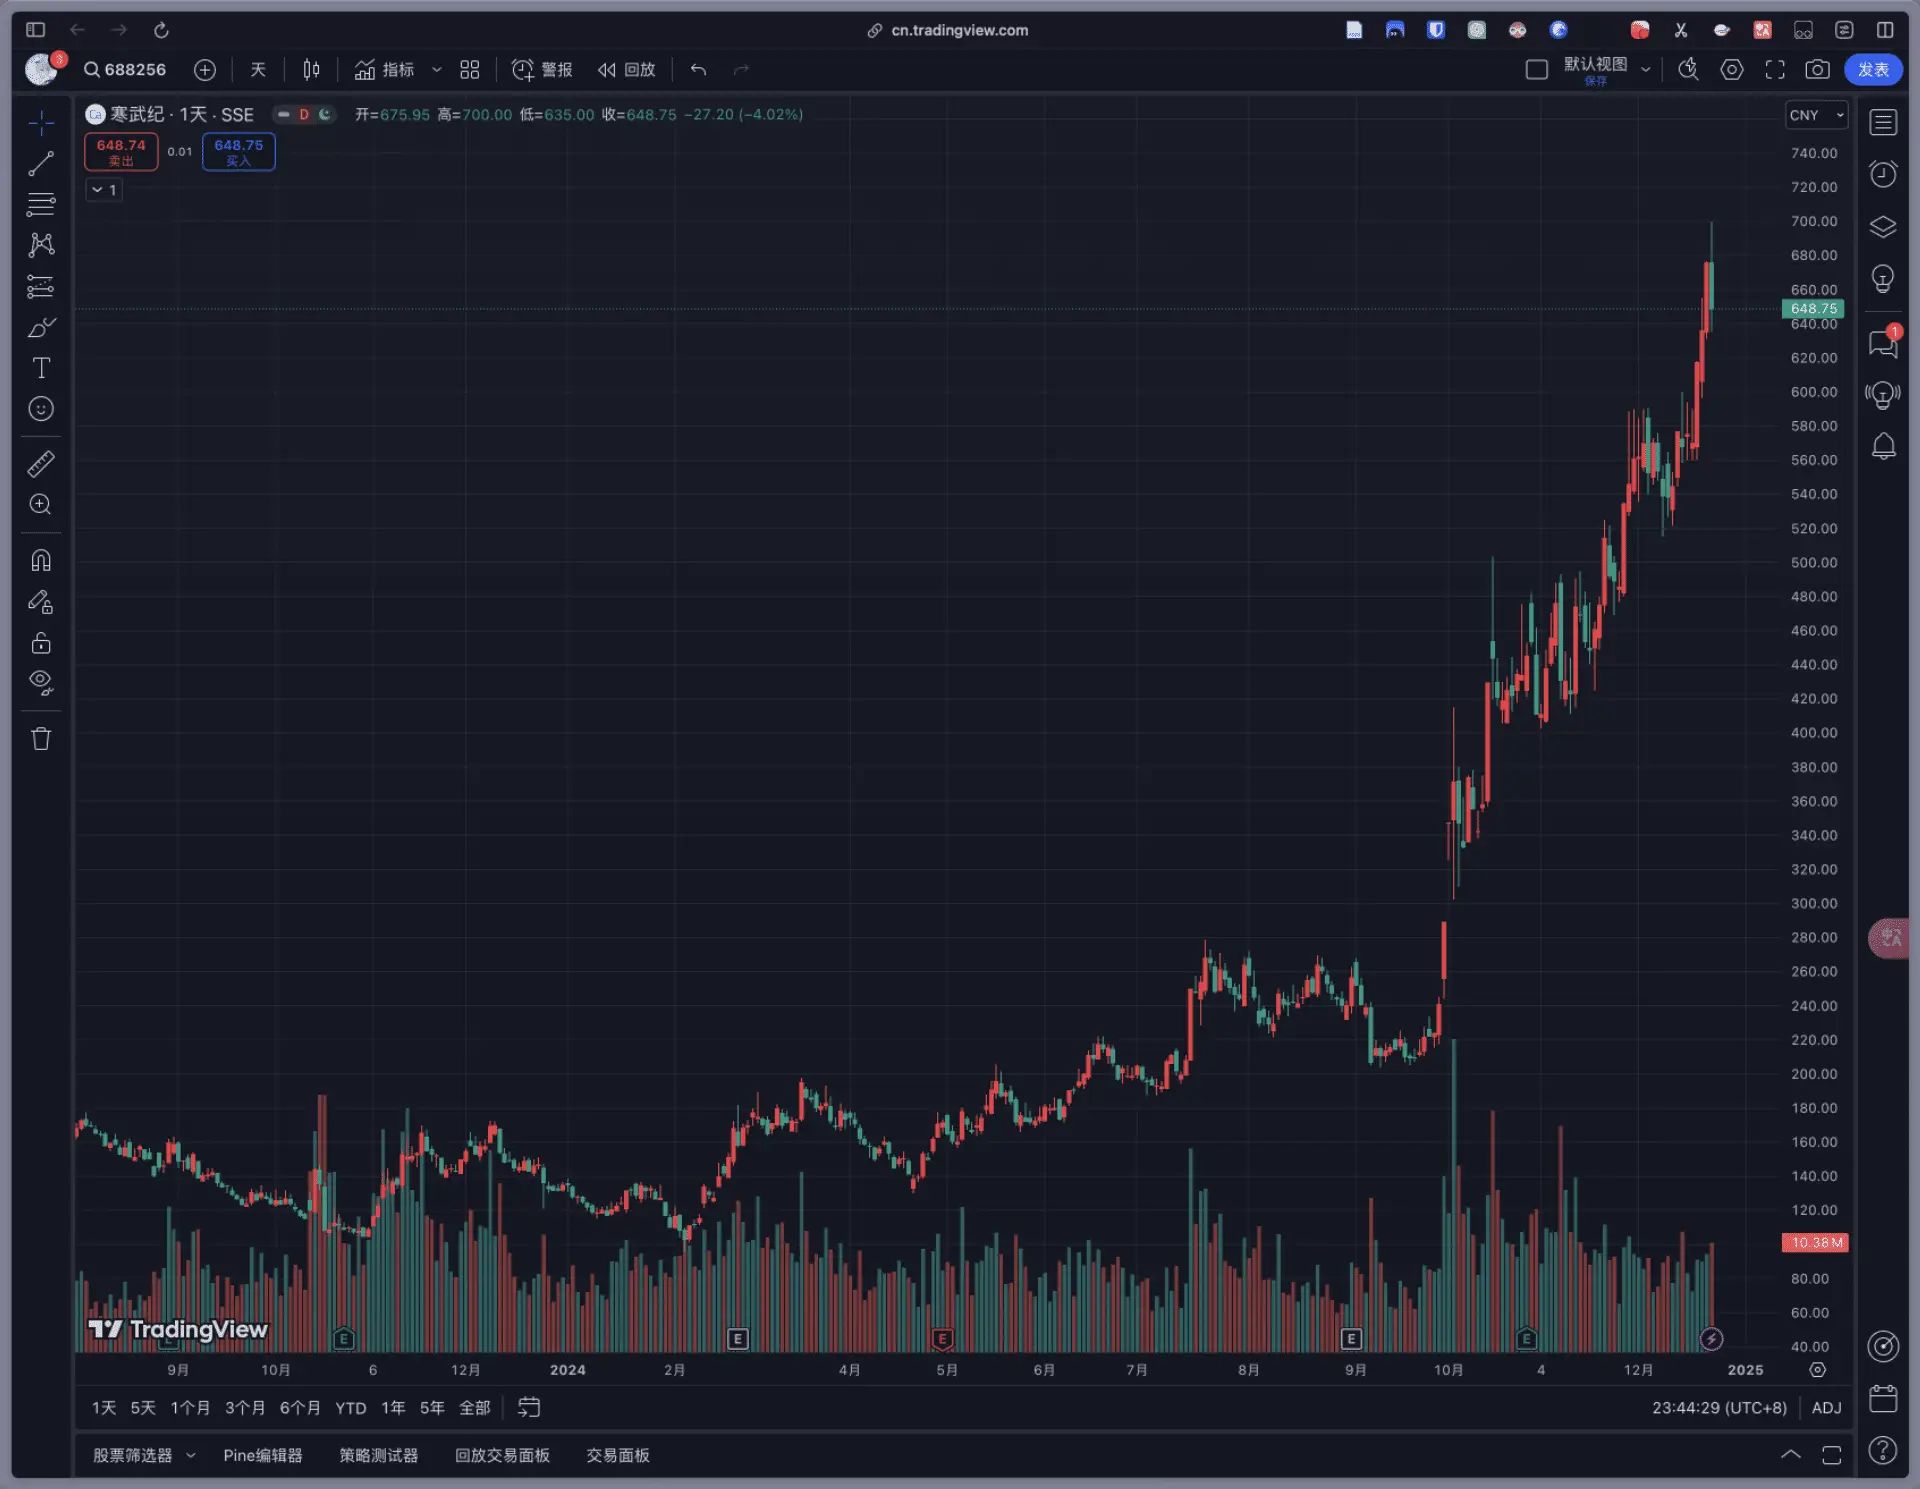 cn.tradingview.com
3
688256
天
指标
警报
回放
默认视图
保存
发表
寒武纪 · 1天 · SSE
D
开=675.95 高=700.00 低=635.00 收=648.75 −27.20 (−4.02%)
CNY
648.74
卖出
0.01
648.75
买入
1
740.00
720.00
700.00
680.00
660.00
648.75
640.00
620.00
600.00
580.00
560.00
540.00
520.00
500.00
480.00
460.00
440.00
420.00
400.00
380.00
360.00
340.00
320.00
300.00
280.00
260.00
240.00
220.00
200.00
180.00
160.00
140.00
120.00
10.38M
80.00
60.00
40.00
1
TradingView
E
E
E
E
E
9月
10月
6
12月
2024
2月
4月
5月
6月
7月
8月
9月
10月
4
12月
2025
1天
5天
1个月
3个月
6个月
YTD
1年
5年
全部
23:44:29 (UTC+8)
ADJ
股票筛选器
Pine编辑器
策略测试器
回放交易面板
交易面板